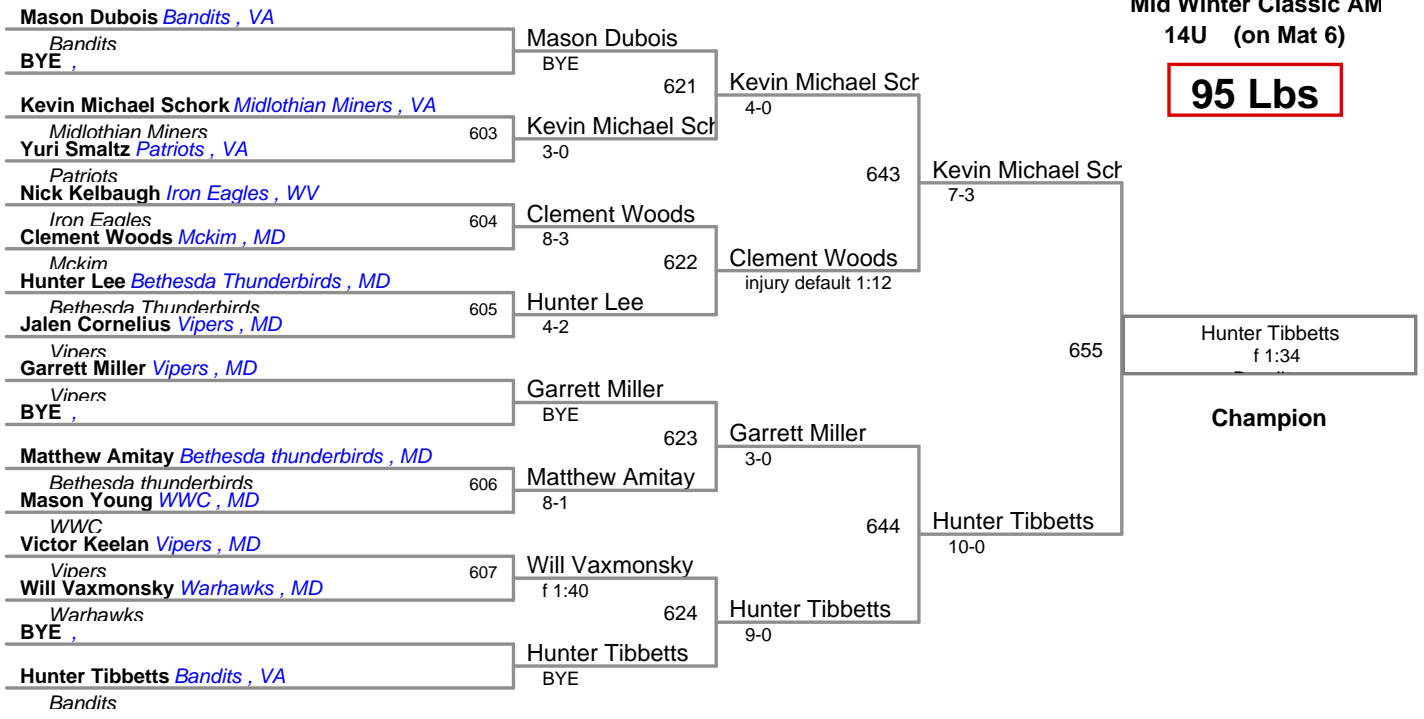 Mid Winter Classic AM
14U (on Mat 6)
95 Lbs
Mason Dubois Bandits , VA
Bandits
BYE ,
Kevin Michael Schork Midlothian Miners , VA
Midlothian Miners
Yuri Smaltz Patriots , VA
Patriots
Nick Kelbaugh Iron Eagles , WV
Iron Eagles
Clement Woods Mckim , MD
Mckim
Hunter Lee Bethesda Thunderbirds , MD
Bethesda Thunderbirds
Jalen Cornelius Vipers , MD
Vipers
Garrett Miller Vipers , MD
Vipers
BYE ,
Matthew Amitay Bethesda thunderbirds , MD
Bethesda thunderbirds
Mason Young WWC , MD
WWC
Victor Keelan Vipers , MD
Vipers
Will Vaxmonsky Warhawks , MD
Warhawks
BYE ,
Hunter Tibbetts Bandits , VA
Bandits
603
604
605
606
607
Mason Dubois
BYE
Kevin Michael Sch
3-0
Clement Woods
8-3
Hunter Lee
4-2
Garrett Miller
BYE
Matthew Amitay
8-1
Will Vaxmonsky
f 1:40
Hunter Tibbetts
BYE
621
622
623
624
Kevin Michael Sch
4-0
Clement Woods
injury default 1:12
Garrett Miller
3-0
Hunter Tibbetts
9-0
643
644
Kevin Michael Sch
7-3
Hunter Tibbetts
10-0
655
Hunter Tibbetts
f 1:34
Champion